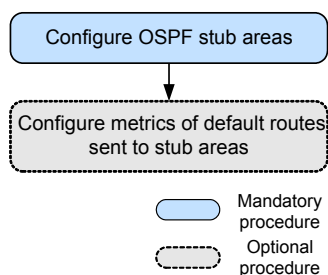 Configure OSPF stub areas
Configure metrics of default routes
sent to stub areas
Mandatory
procedure
Optional
procedure